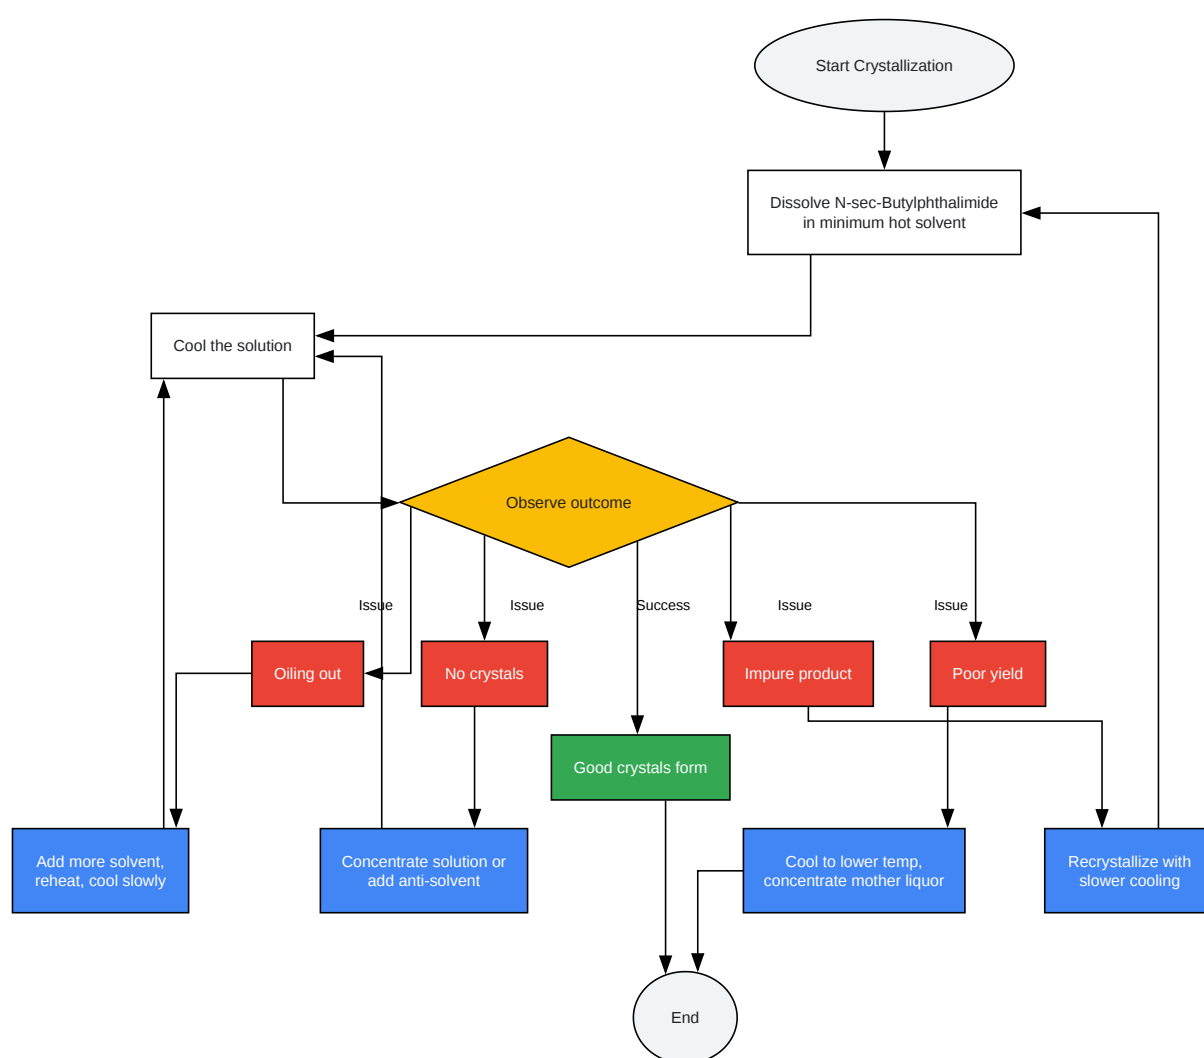 Start Crystallization
Dissolve N-sec-Butylphthalimide
in minimum hot solvent
Cool the solution
Observe outcome
Issue
Issue
Success
Issue
Issue
Oiling out
No crystals
Impure product
Poor yield
Good crystals form
Add more solvent,
reheat, cool slowly
Concentrate solution or
add anti-solvent
Cool to lower temp,
concentrate mother liquor
Recrystallize with
slower cooling
End